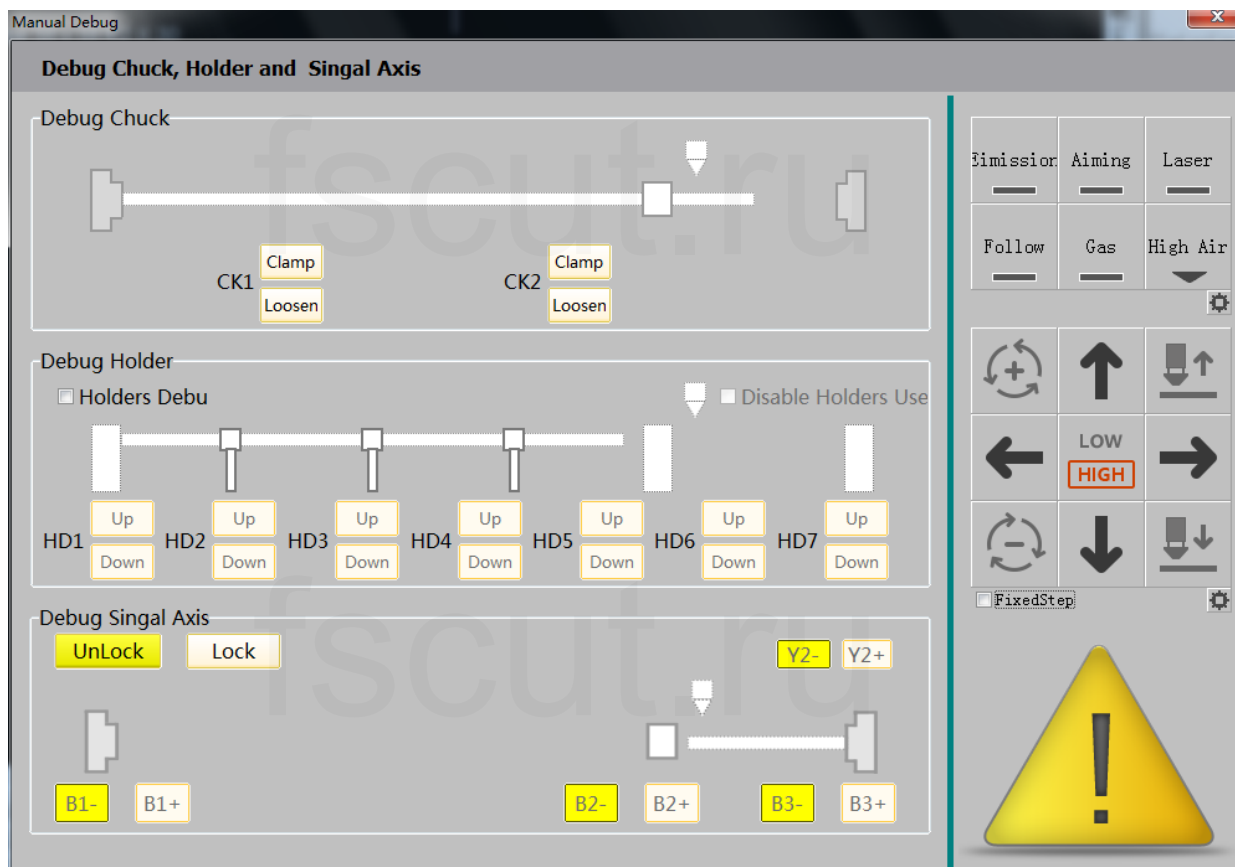 Manual Debug
x
Debug Chuck, Holder and Singal Axis
Debug Chuck
CK1
Clamp
Loosen
CK2
Clamp
Loosen
Debug Holder
Holders Debu
Disable Holders Use
HD1
Up
Down
HD2
Up
Down
HD3
Up
Down
HD4
Up
Down
HD5
Up
Down
HD6
Up
Down
HD7
Up
Down
Debug Singal Axis
UnLock
Lock
Y2-
Y2+
B1-
B1+
B2-
B2+
B3-
B3+
Eimission
Aiming
Laser
Follow
Gas
High Air
LOW
HIGH
FixedStep
fscut.ru
fscut.ru